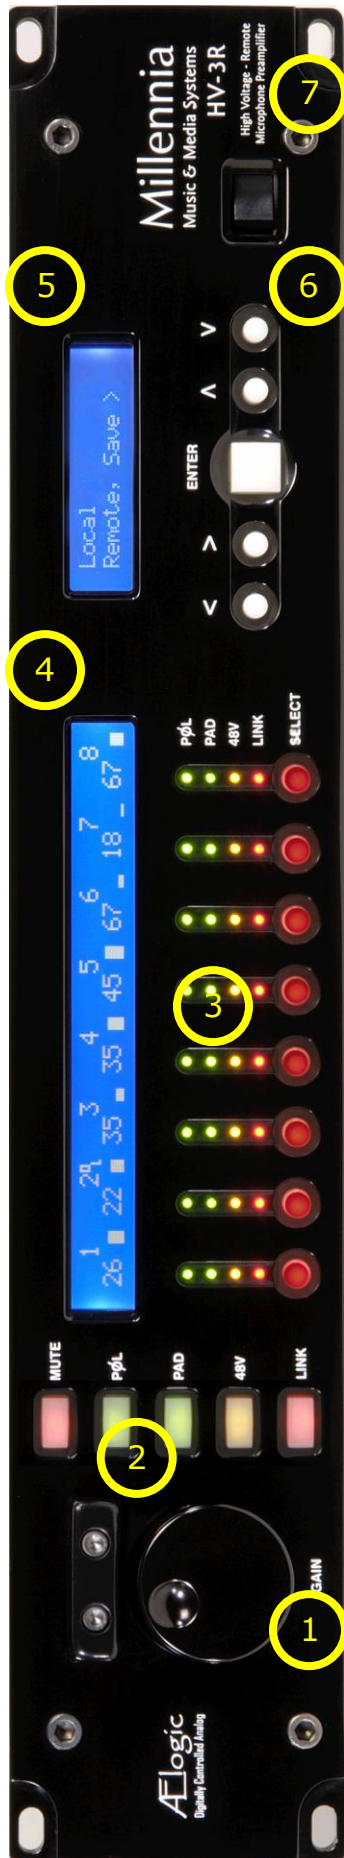 Ælogic
Digitally Controlled Analog
GAIN
1
2
MUTE
PØL
PAD
48V
LINK
1 2 3 4 5 6 7 8
26 22 35 35 45 67 18 67
3
PØL
PAD
48V
LINK
SELECT
4
Local
Remote, Save >
5
< > ENTER ∧ ∨
6
Millennia
Music & Media Systems
HV-3R
High Voltage - Remote
Microphone Preamplifier
7